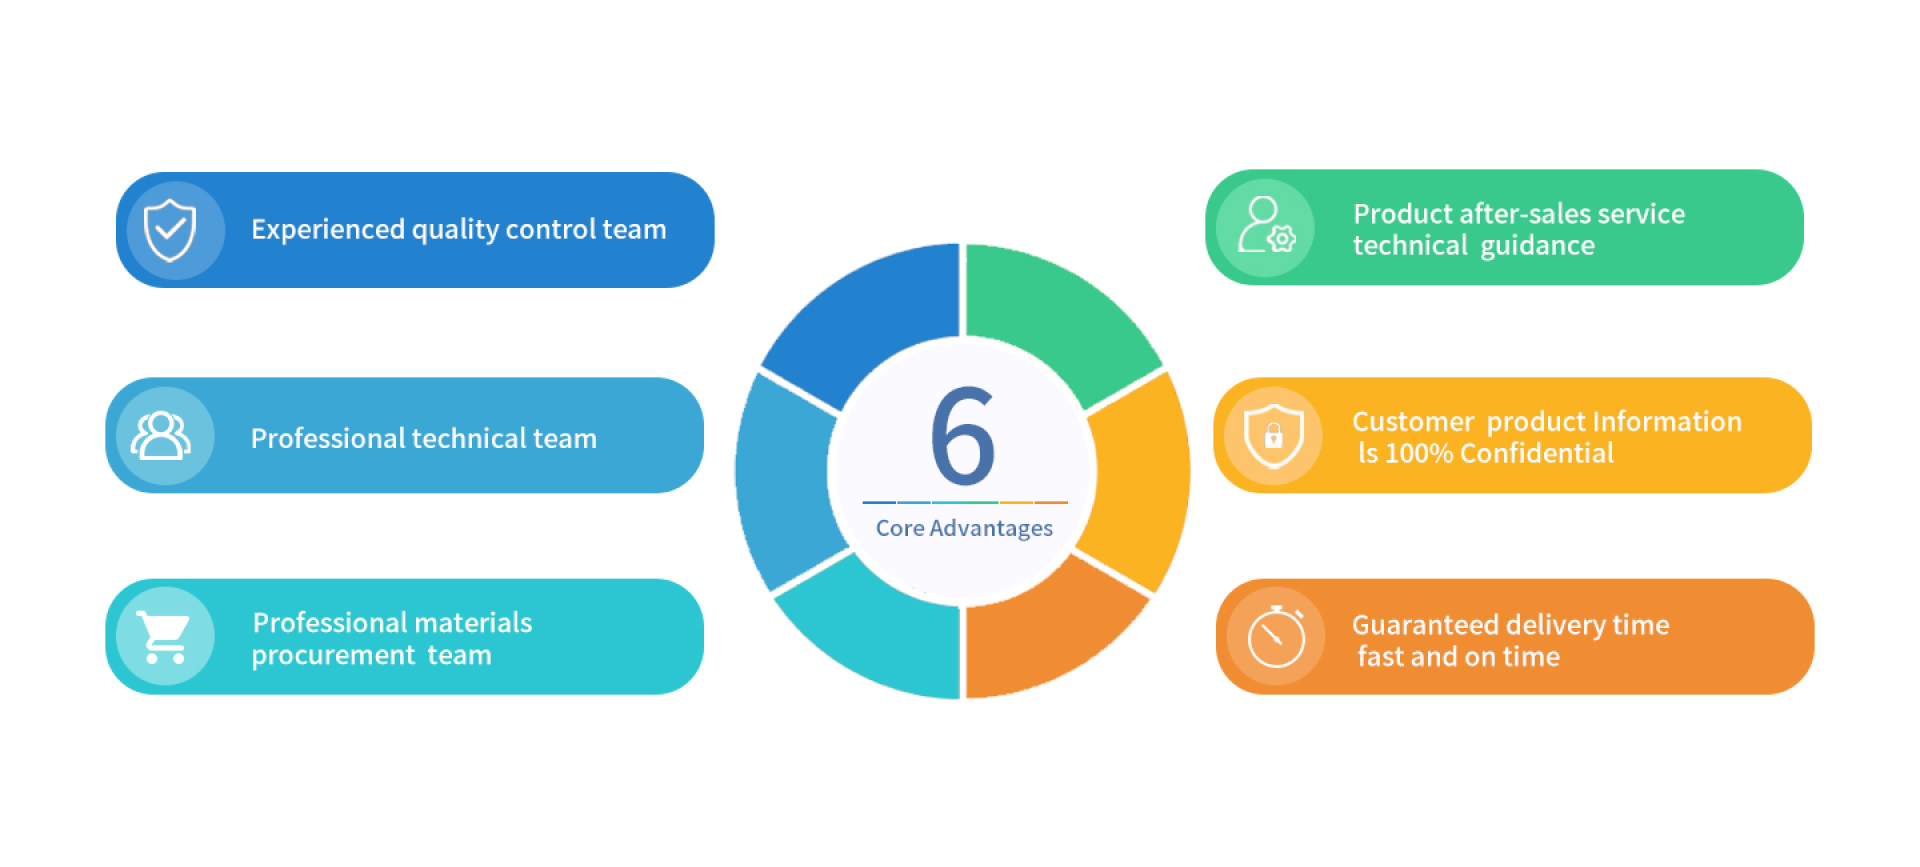 Experienced quality control team
Professional technical team
Professional materials
procurement team
6
Core Advantages
Product after-sales service
technical guidance
Customer product Information
ls 100% Confidential
Guaranteed delivery time
fast and on time